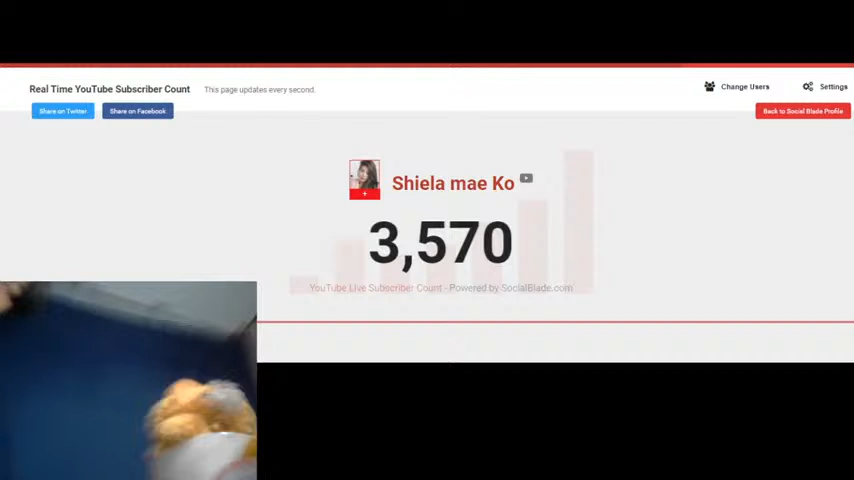 Real Time YouTube Subscriber Count This page updates every second.
Change Users Settings
Share on Twitter Share on Facebook Back to Social Blade Profile
Shiela mae Ko
3,570
YouTube Live Subscriber Count - Powered by SocialBlade.com